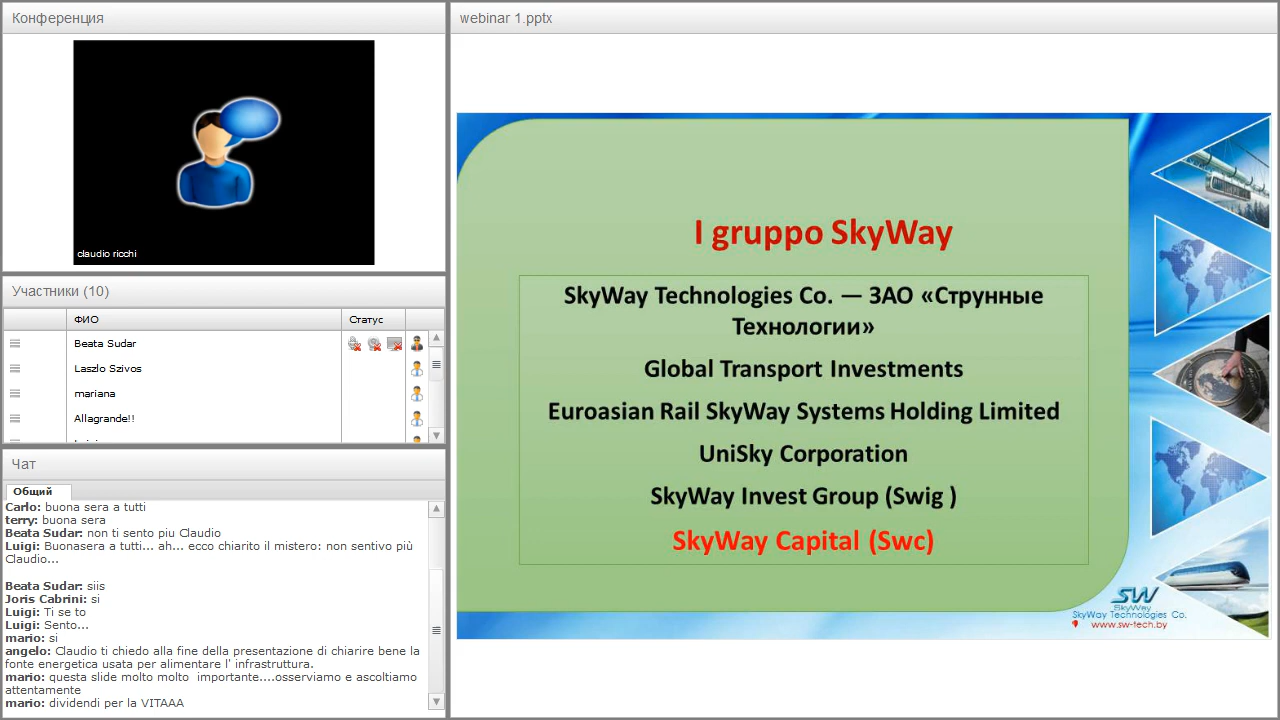 Конференция
claudio ricchi
Участники (10)
ФИО
Статус
Beata Sudar
Laszlo Szivos
mariana
Allagrande!!
Чат
Общий
Carlo: buona sera a tutti
terry: buona sera
Beata Sudar: non ti sento piu Claudio
Luigi: Buonasera a tutti... ah... ecco chiarito il mistero: non sentivo più
Claudio...
Beata Sudar: siis
Joris Cabrini: si
Luigi: Ti se to
Luigi: Sento...
mario: si
angelo: Claudio ti chiedo alla fine della presentazione di chiarire bene la
fonte energetica usata per alimentare l' infrastruttura.
mario: questa slide molto molto  importante....osserviamo e ascoltiamo
attentamente
mario: dividendi per la VITAAA
webinar 1.pptx
I gruppo SkyWay
SkyWay Technologies Co. — ЗАО «Струнные
Технологии»
Global Transport Investments
Euroasian Rail SkyWay Systems Holding Limited
UniSky Corporation
SkyWay Invest Group (Swig )
SkyWay Capital (Swc)
SW
SkyWay
SkyWay Technologies Co.
www.sw-tech.by